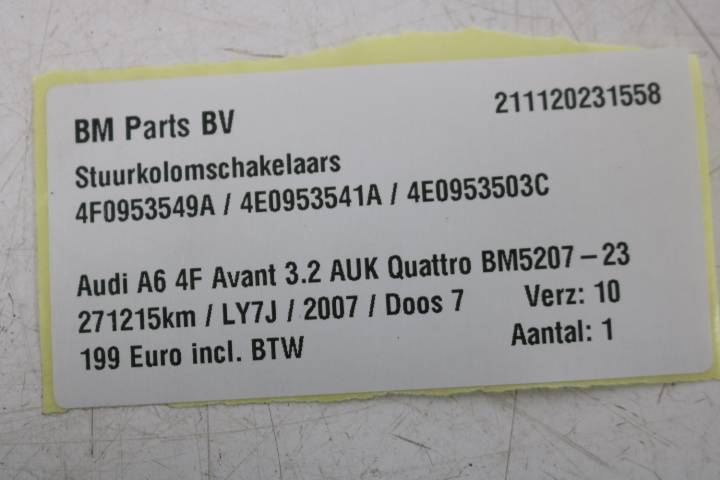 BM Parts BV 211120231558
Stuurkolomschakelaars
4F0953549A / 4E0953541A / 4E0953503C
Audi A6 4F Avant 3.2 AUK Quattro BM5207-23
271215km / LY7J / 2007 / Doos 7 Verz: 10
199 Euro incl. BTW Aantal: 1